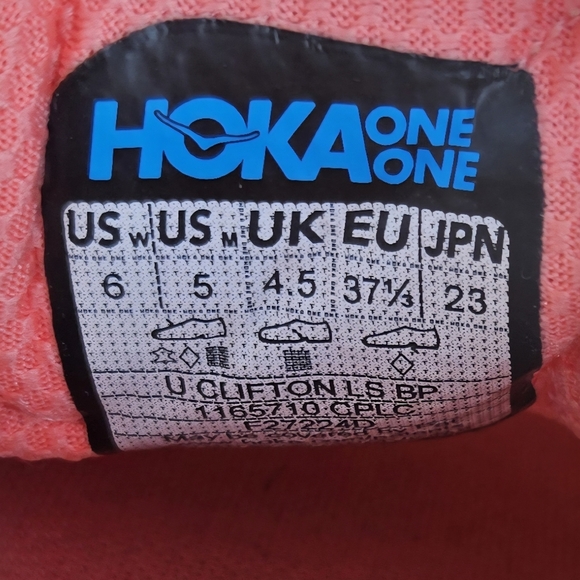 HOKA ONE ONE
US W US M UK EU JPN
6 5 4.5 37⅓ 23
U CLIFTON LS BP
1165710 CPLC
F27224D